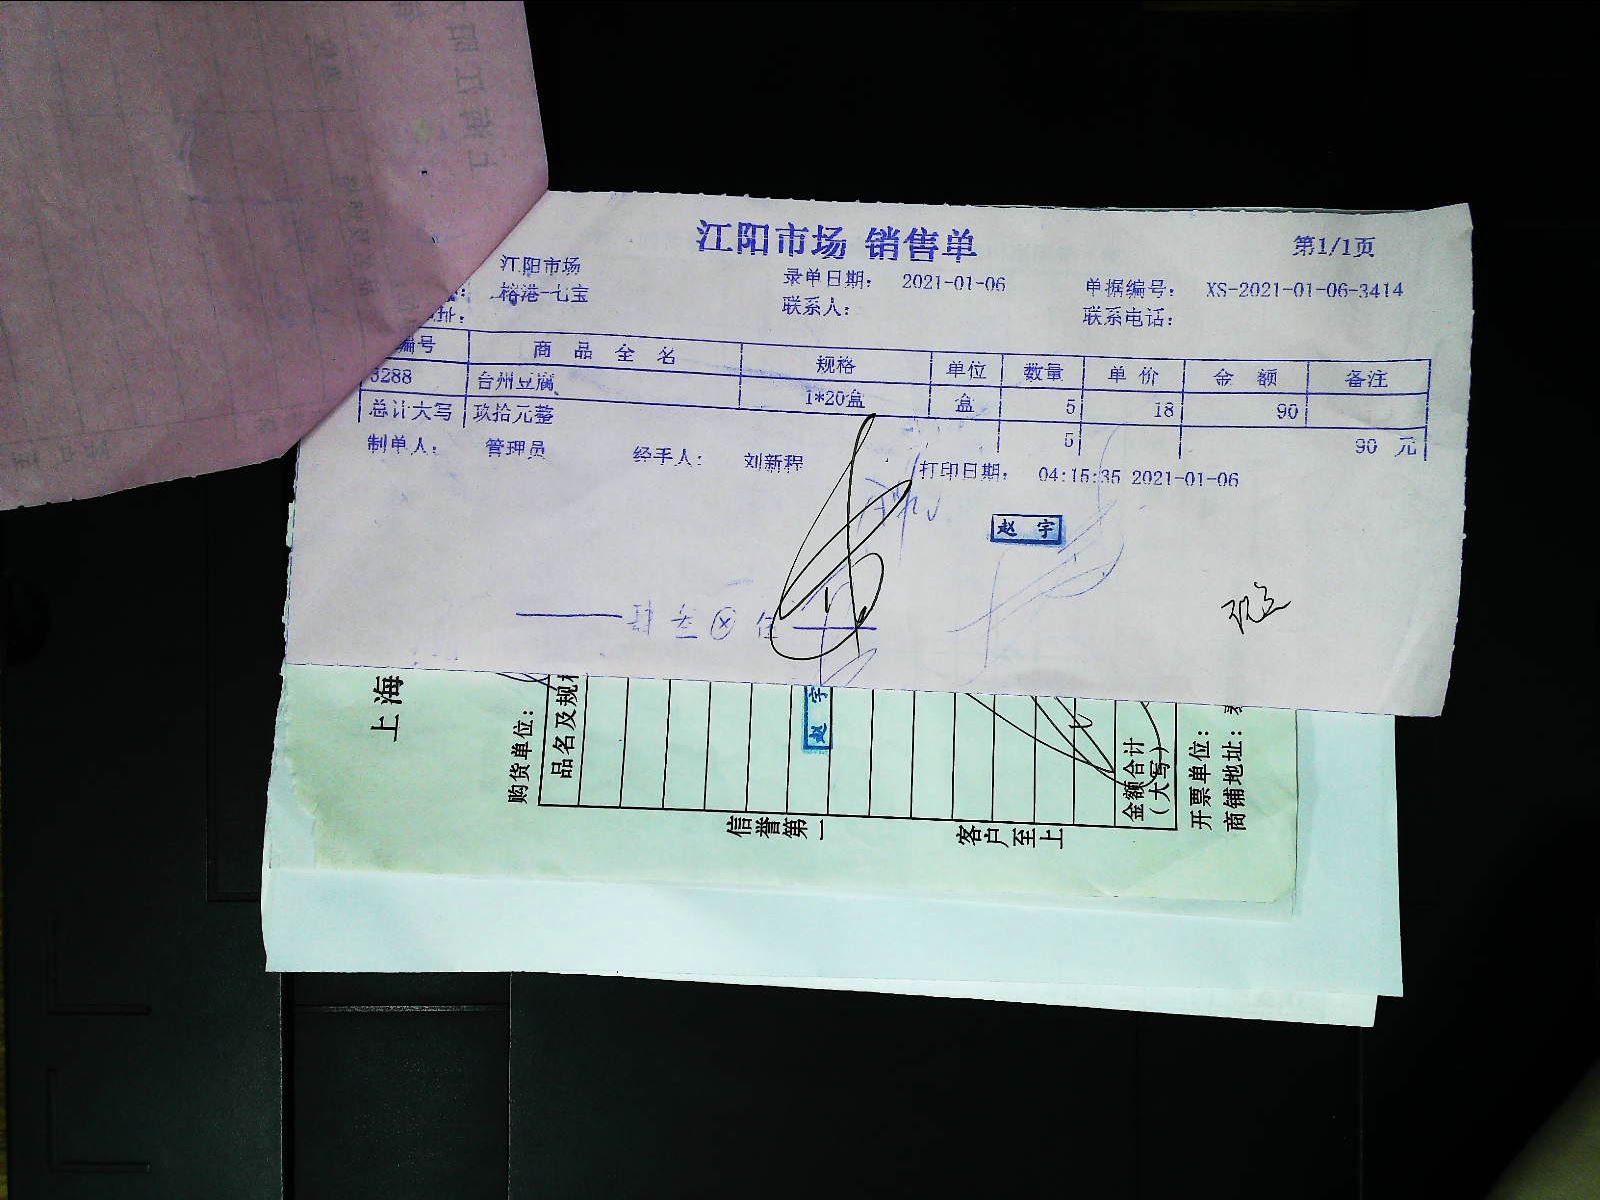 江阳市场 销售单
第1/1页
江阳市场 录单日期: 2021-01-06 单据编号: XS-2021-01-06-3414
榕港-七宝 联系人: 联系电话:
址:
编号 商品全名 规格 单位 数量 单价 金额 备注
3288 台州豆腐 1*20盒 盒 5 18 90
总计大写 玖拾元整 5 90 元
制单人: 管理员 经手人: 刘新程 打印日期: 04:15:35 2021-01-06
赵宇
上海
购货单位:
品名及规格
赵宇
金额合计
(大写)
开票单位:
商铺地址:
信誉第一
客户至上